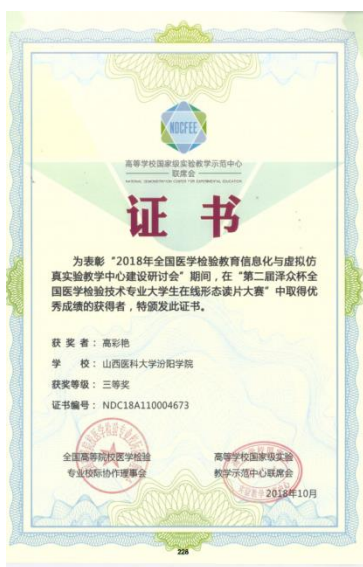 NDCFEE
高等学校国家级实验教学示范中心
联席会
NATIONAL DEMONSTRATION CENTER FOR EXPERIMENTAL EDUCATION
证 书
为表彰“2018年全国医学检验教育信息化与虚拟仿
真实验教学中心建设研讨会”期间，在“第二届泽众杯全
国医学检验技术专业大学生在线形态读片大赛”中取得优
秀成绩的获得者，特颁发此证书。
获 奖 者： 高彩艳
学 校： 山西医科大学汾阳学院
获奖等级： 三等奖
证书编号： NDC18A110004673
全国高等院校医学检验 高等学校国家级实验
专业校际协作理事会 教学示范中心联席会
2018年10月
228